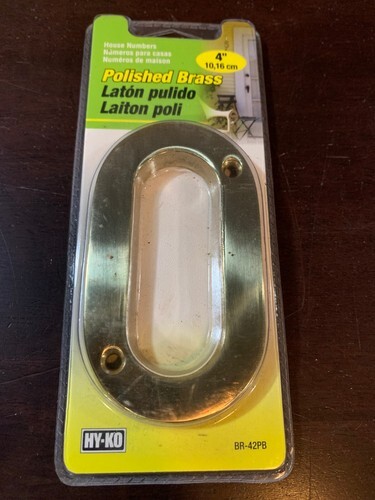 House Numbers
Números para casas
Numéros de maison
4"
10,16 cm
Polished Brass
Latón pulido
Laiton poli
0
HY-KO
BR-42PB